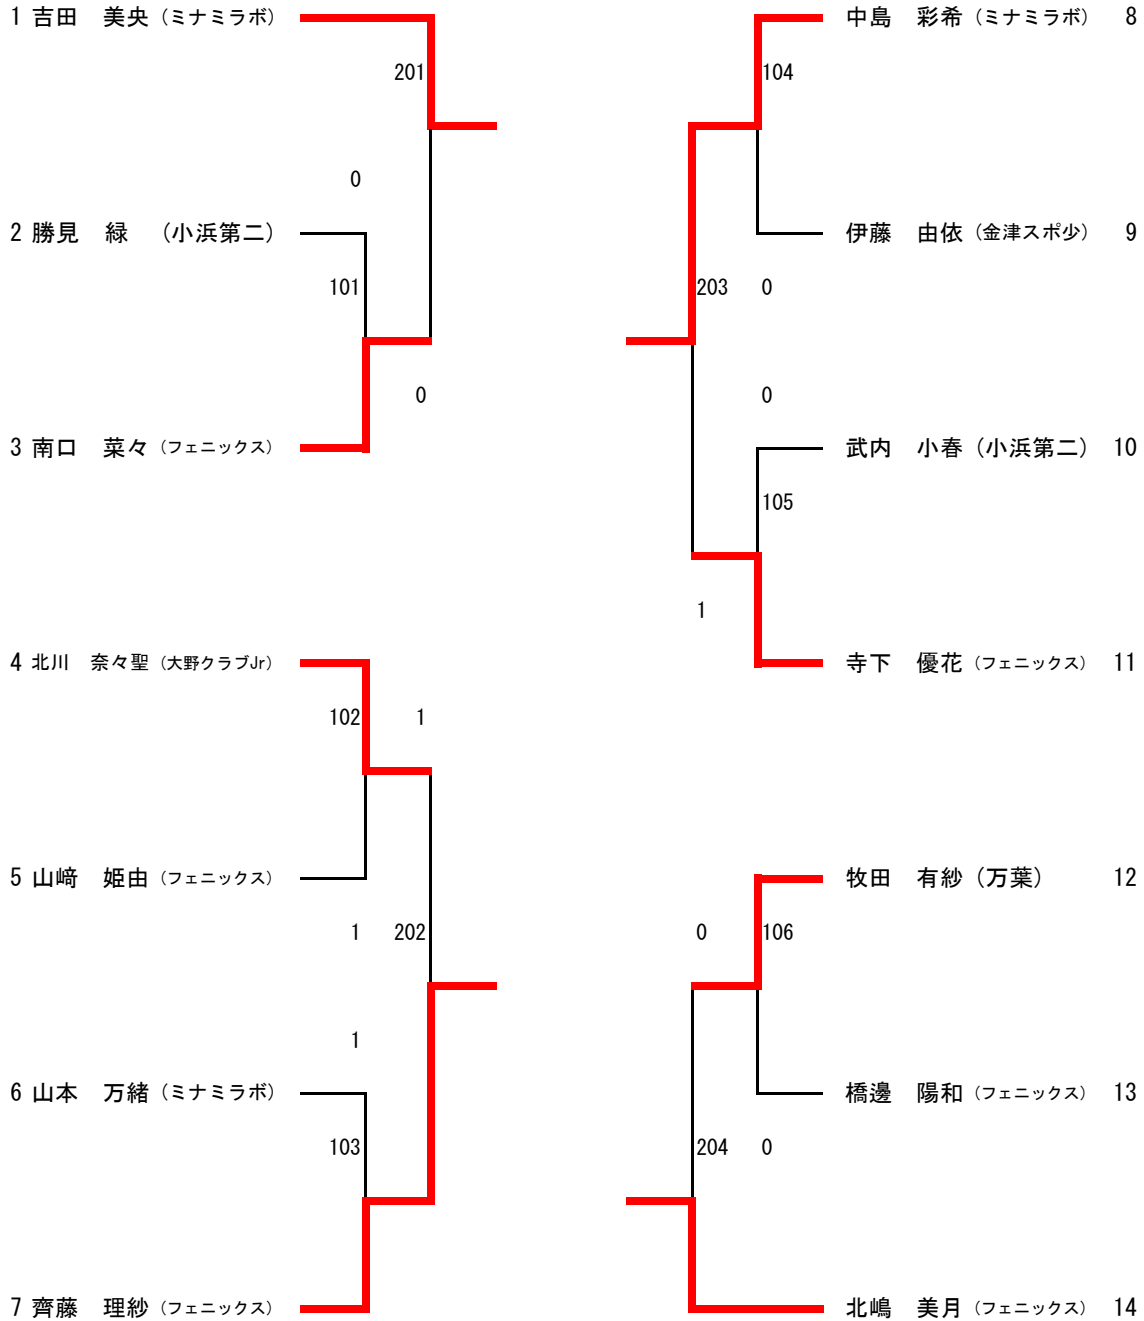 1 吉田　美央（ミナミラボ）
201
0
2 勝見　緑　（小浜第二）
101
0
3 南口　菜々（フェニックス）
4 北川　奈々聖（大野クラブJr）
102
1
5 山﨑　姫由（フェニックス）
1
202
1
6 山本　万緒（ミナミラボ）
103
7 齊藤　理紗（フェニックス）
中島　彩希（ミナミラボ） 8
104
伊藤　由依（金津スポ少） 9
203
0
0
武内　小春（小浜第二） 10
105
1
寺下　優花（フェニックス） 11
牧田　有紗（万葉） 12
0
106
橋邊　陽和（フェニックス） 13
204
0
北嶋　美月（フェニックス） 14